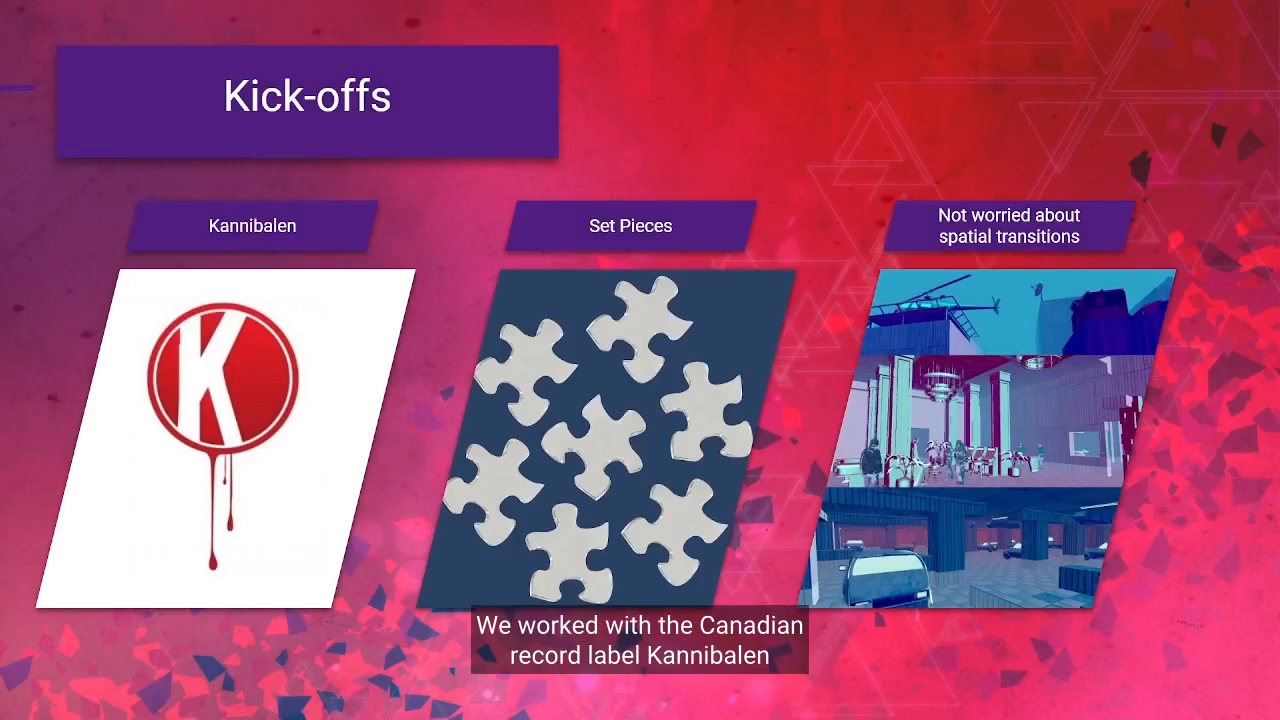 Kick-offs
Kannibalen
Set Pieces
Not worried about
spatial transitions
K
We worked with the Canadian
record label Kannibalen